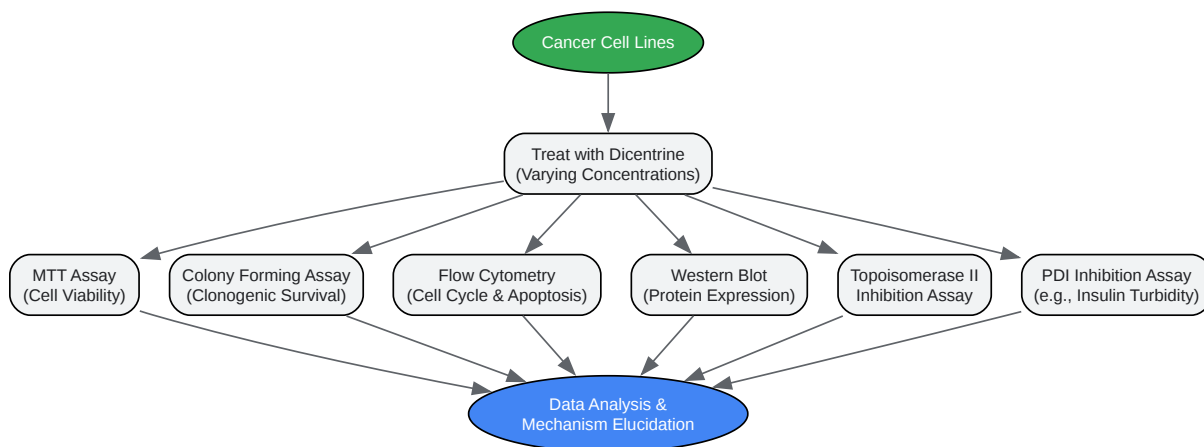 Cancer Cell Lines
Treat with Dicentrine
(Varying Concentrations)
MTT Assay
(Cell Viability)
Colony Forming Assay
(Clonogenic Survival)
Flow Cytometry
(Cell Cycle & Apoptosis)
Western Blot
(Protein Expression)
Topoisomerase II
Inhibition Assay
PDI Inhibition Assay
(e.g., Insulin Turbidity)
Data Analysis &
Mechanism Elucidation